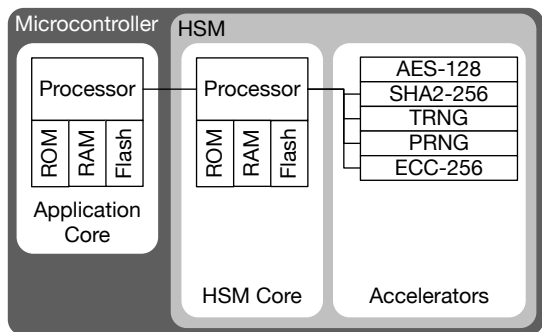 Microcontroller
HSM
Processor
ROM
RAM
Flash
Application
Core
Processor
ROM
RAM
Flash
HSM Core
AES-128
SHA2-256
TRNG
PRNG
ECC-256
Accelerators